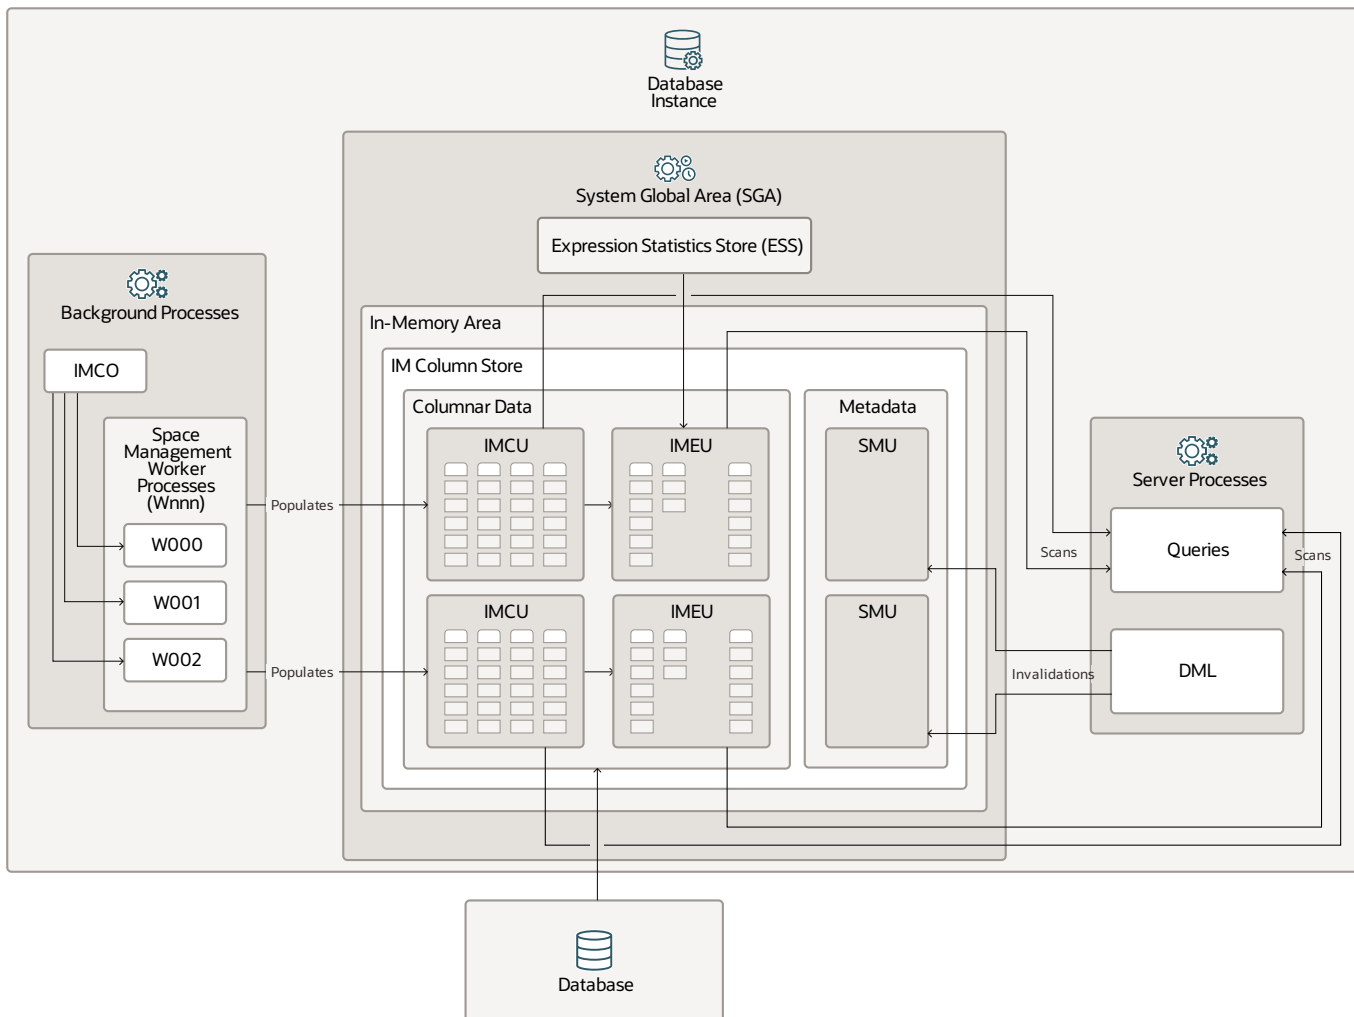 Database
Instance
System Global Area (SGA)
Expression Statistics Store (ESS)
Background Processes
IMCO
Space
Management
Worker
Processes
(Wnnn)
W000
W001
W002
Populates
Populates
In-Memory Area
IM Column Store
Columnar Data
IMCU
IMEU
IMCU
IMEU
Metadata
SMU
SMU
Server Processes
Queries
Scans
Scans
DML
Invalidations
Database